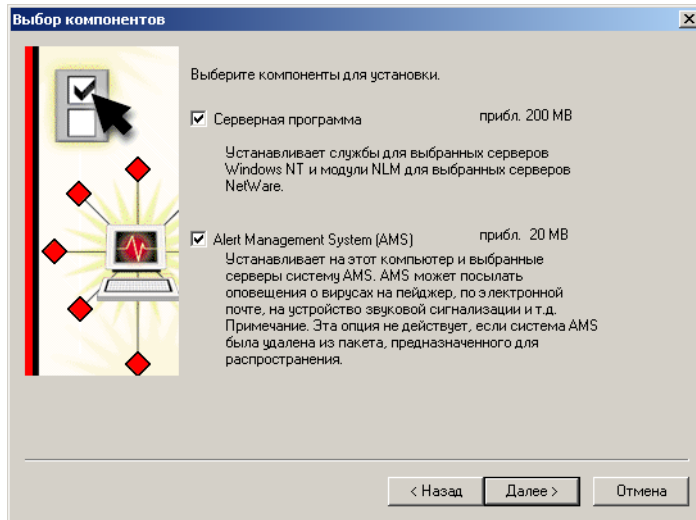 Выбор компонентов
Выберите компоненты для установки.
Серверная программа прибл. 200 MB
Устанавливает службы для выбранных серверов
Windows NT и модули NLM для выбранных серверов
NetWare.
Alert Management System (AMS) прибл. 20 MB
Устанавливает на этот компьютер и выбранные
серверы систему AMS. AMS может посылать
оповещения о вирусах на пейджер, по электронной
почте, на устройство звуковой сигнализации и т.д.
Примечание. Эта опция не действует, если система AMS
была удалена из пакета, предназначенного для
распространения.
< Назад Далее > Отмена